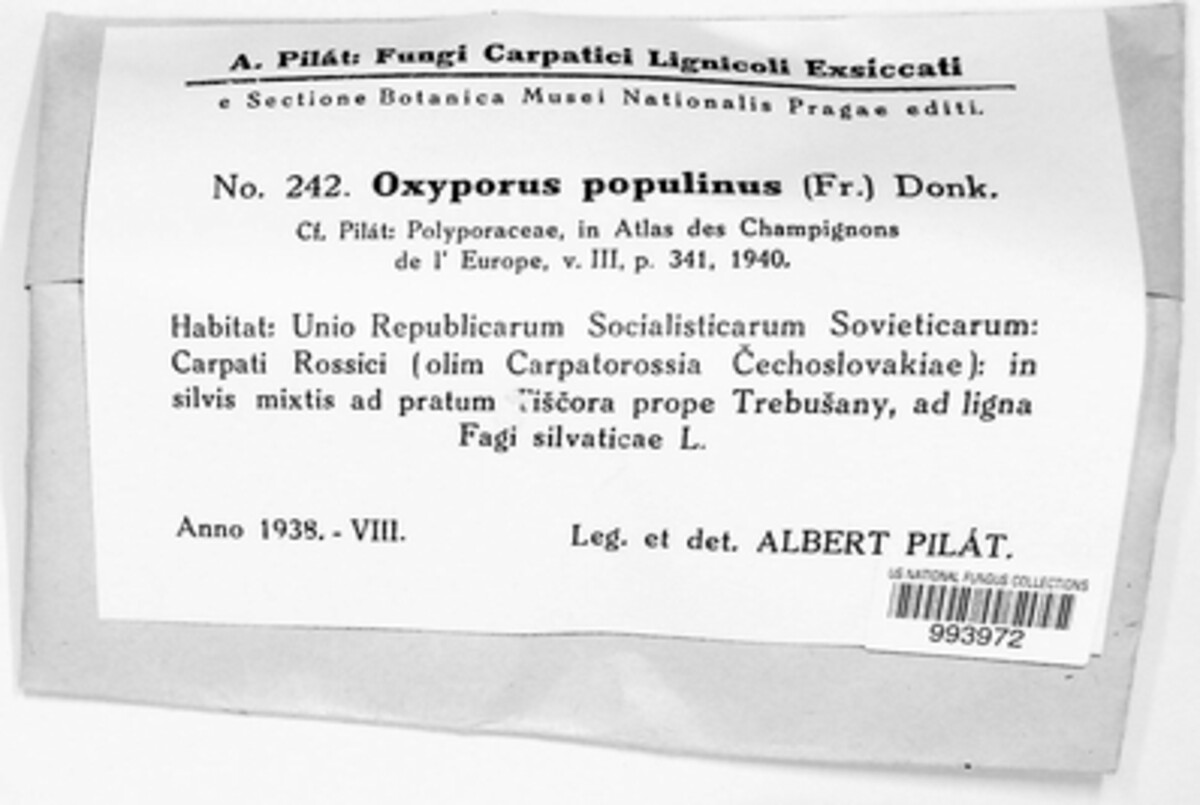 A. Pilát: Fungi Carpatici Lignicoli Exsiccati
e Sectione Botanica Musei Nationalis Pragae editi.
No. 242. Oxyporus populinus (Fr.) Donk.
Cf. Pilát: Polyporaceae, in Atlas des Champignons
de l' Europe, v. III, p. 341, 1940.
Habitat: Unio Republicarum Socialisticarum Sovieticarum:
Carpati Rossici (olim Carpatorossia Čechoslovakiae): in
silvis mixtis ad pratum prope Trebušany, ad ligna
Fagi silvaticae L.
Anno 1938. - VIII.
Leg. et det. ALBERT PILÁT.
US NATIONAL FUNGUS COLLECTIONS
993972